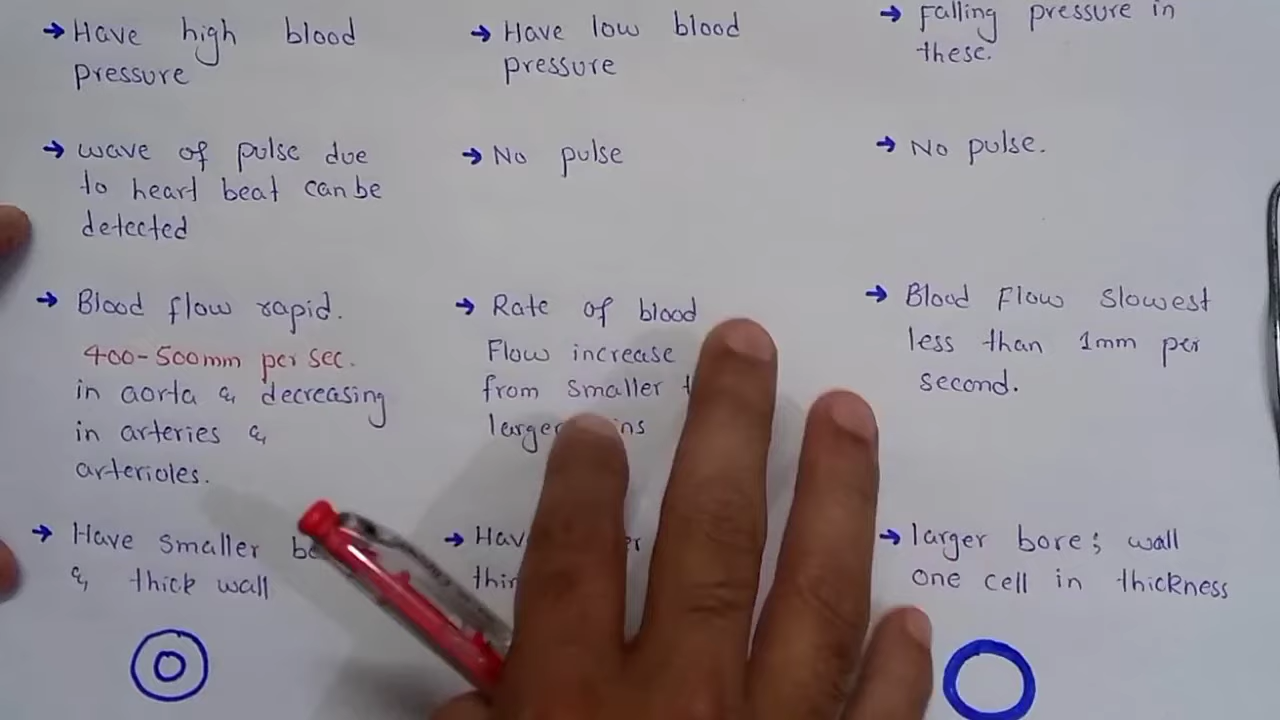 → Have high blood
pressure
→ wave of pulse due
to heart beat can be
detected
→ Blood flow rapid.
400-500mm per sec.
in aorta & decreasing
in arteries &
arterioles.
→ Have smaller
& thick wall
→ Have low blood
pressure
→ No pulse
→ Rate of blood
Flow increase
from smaller
larger
→ Falling pressure in
these.
→ No pulse.
→ Blood Flow slowest
less than 1mm per
second.
→ larger bore; wall
one cell in thickness